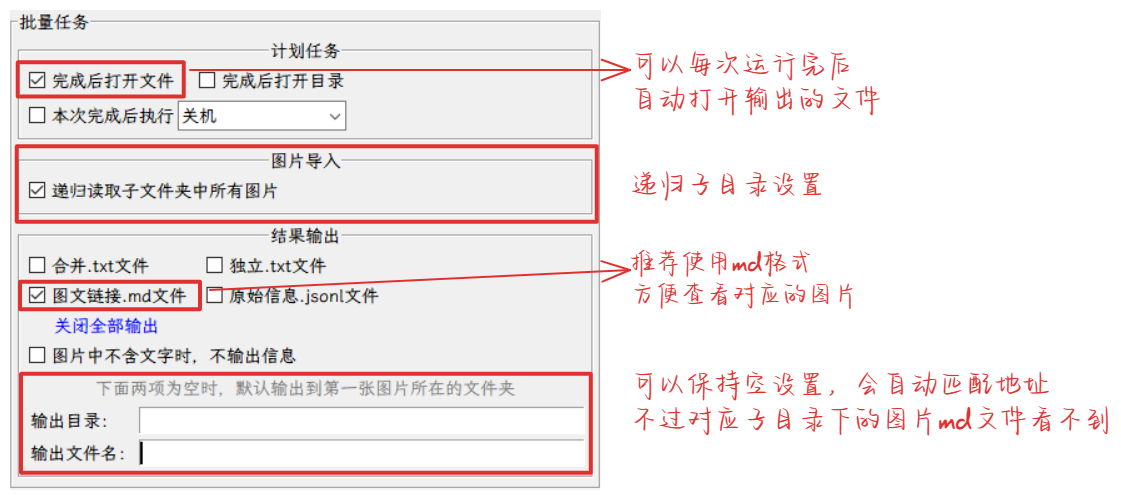 批量任务
计划任务
完成后打开文件 完成后打开目录
本次完成后执行 关机
可以每次运行完后
自动打开输出的文件
图片导入
递归读取子文件夹中所有图片
递归子目录设置
结果输出
合并.txt文件 独立.txt文件
图文链接.md文件 原始信息.jsonl文件
关闭全部输出
图片中不含文字时，不输出信息
推荐使用md格式
方便查看对应的图片
下面两项为空时，默认输出到第一张图片所在的文件夹
输出目录：
输出文件名：
可以保持空设置，会自动匹配地址
不过对应子目录下的图片md文件看不到